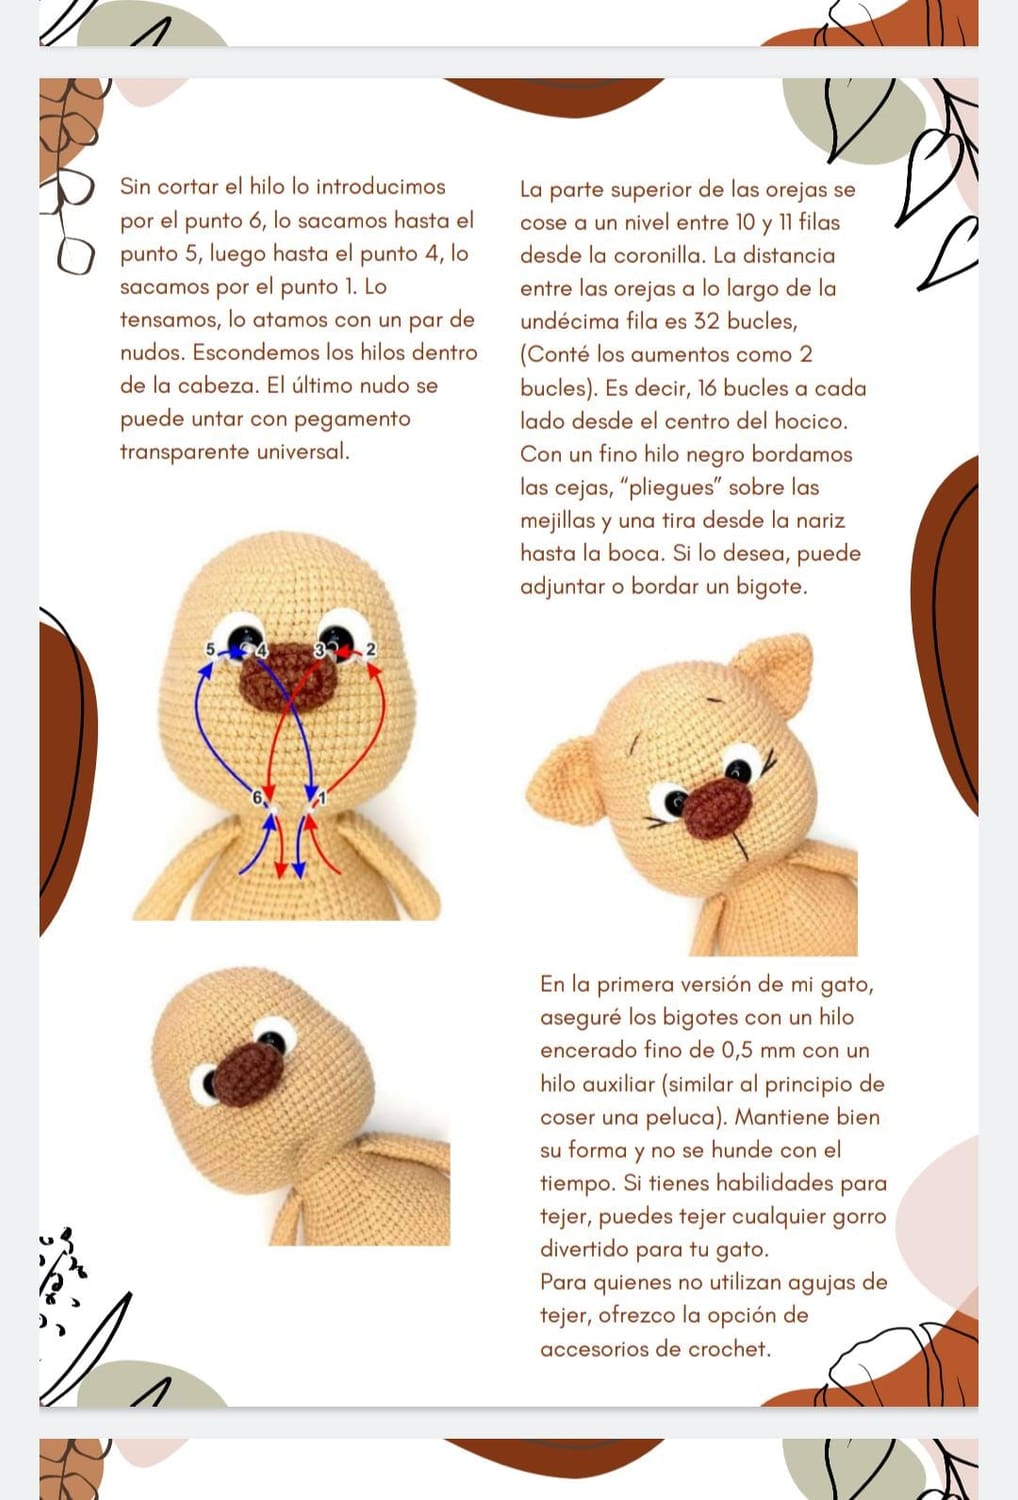 Sin cortar el hilo lo introducimos
por el punto 6, lo sacamos hasta el
punto 5, luego hasta el punto 4, lo
sacamos por el punto 1. Lo
tensamos, lo atamos con un par de
nudos. Escondemos los hilos dentro
de la cabeza. El último nudo se
puede untar con pegamento
transparente universal.
5 4 3 2
6 1
La parte superior de las orejas se
cose a un nivel entre 10 y 11 filas
desde la coronilla. La distancia
entre las orejas a lo largo de la
undécima fila es 32 bucles,
(Conté los aumentos como 2
bucles). Es decir, 16 bucles a cada
lado desde el centro del hocico.
Con un fino hilo negro bordamos
las cejas, “pliegues” sobre las
mejillas y una tira desde la nariz
hasta la boca. Si lo desea, puede
adjuntar o bordar un bigote.
En la primera versión de mi gato,
aseguré los bigotes con un hilo
encerado fino de 0,5 mm con un
hilo auxiliar (similar al principio de
coser una peluca). Mantiene bien
su forma y no se hunde con el
tiempo. Si tienes habilidades para
tejer, puedes tejer cualquier gorro
divertido para tu gato.
Para quienes no utilizan agujas de
tejer, ofrezco la opción de
accesorios de crochet.